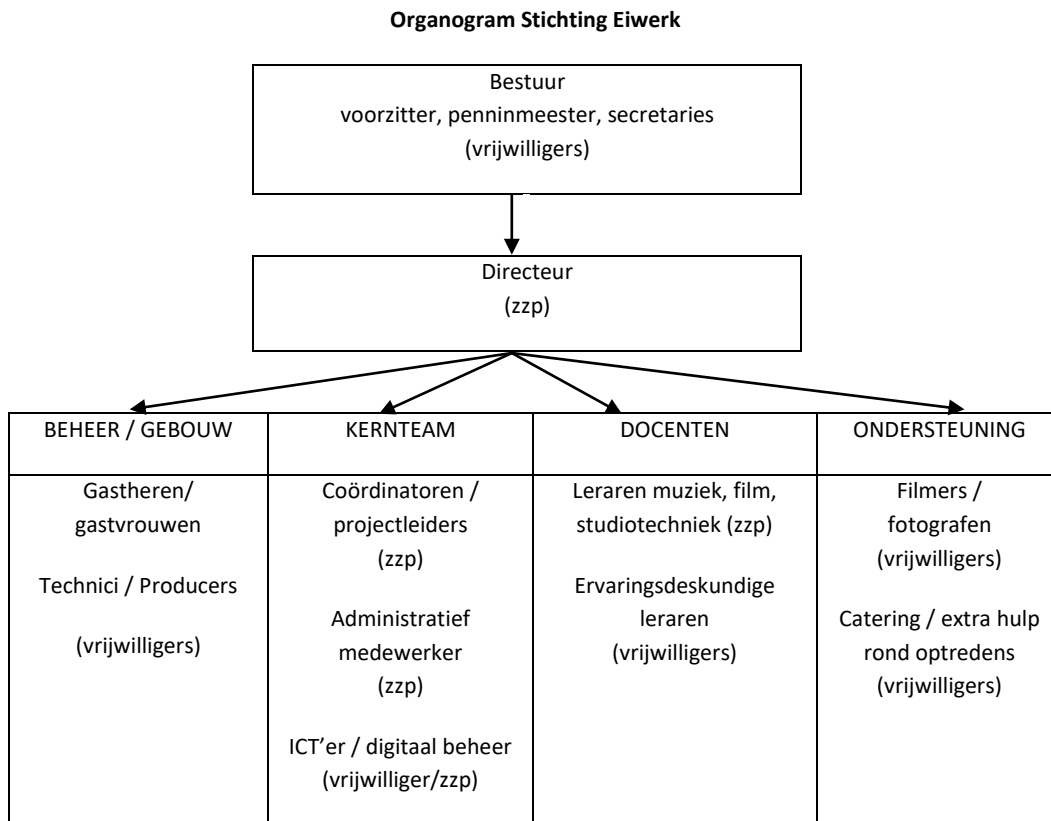 Organogram Stichting Eiwerk
Bestuur
voorzitter, penninmeester, secretaries
(vrijwilligers)
Directeur
(zzp)
BEHEER / GEBOUW
Gastheren/
gastvrouwen
Technici / Producers
(vrijwilligers)
KERNTEAM
Coördinatoren /
projectleiders
(zzp)
Administratief
medewerker
(zzp)
ICT’er / digitaal beheer
(vrijwilliger/zzp)
DOCENTEN
Leraren muziek, film,
studiotechniek (zzp)
Ervaringsdeskundige
leraren
(vrijwilligers)
ONDERSTEUNING
Filmers /
fotografen
(vrijwilligers)
Catering / extra hulp
rond optredens
(vrijwilligers)